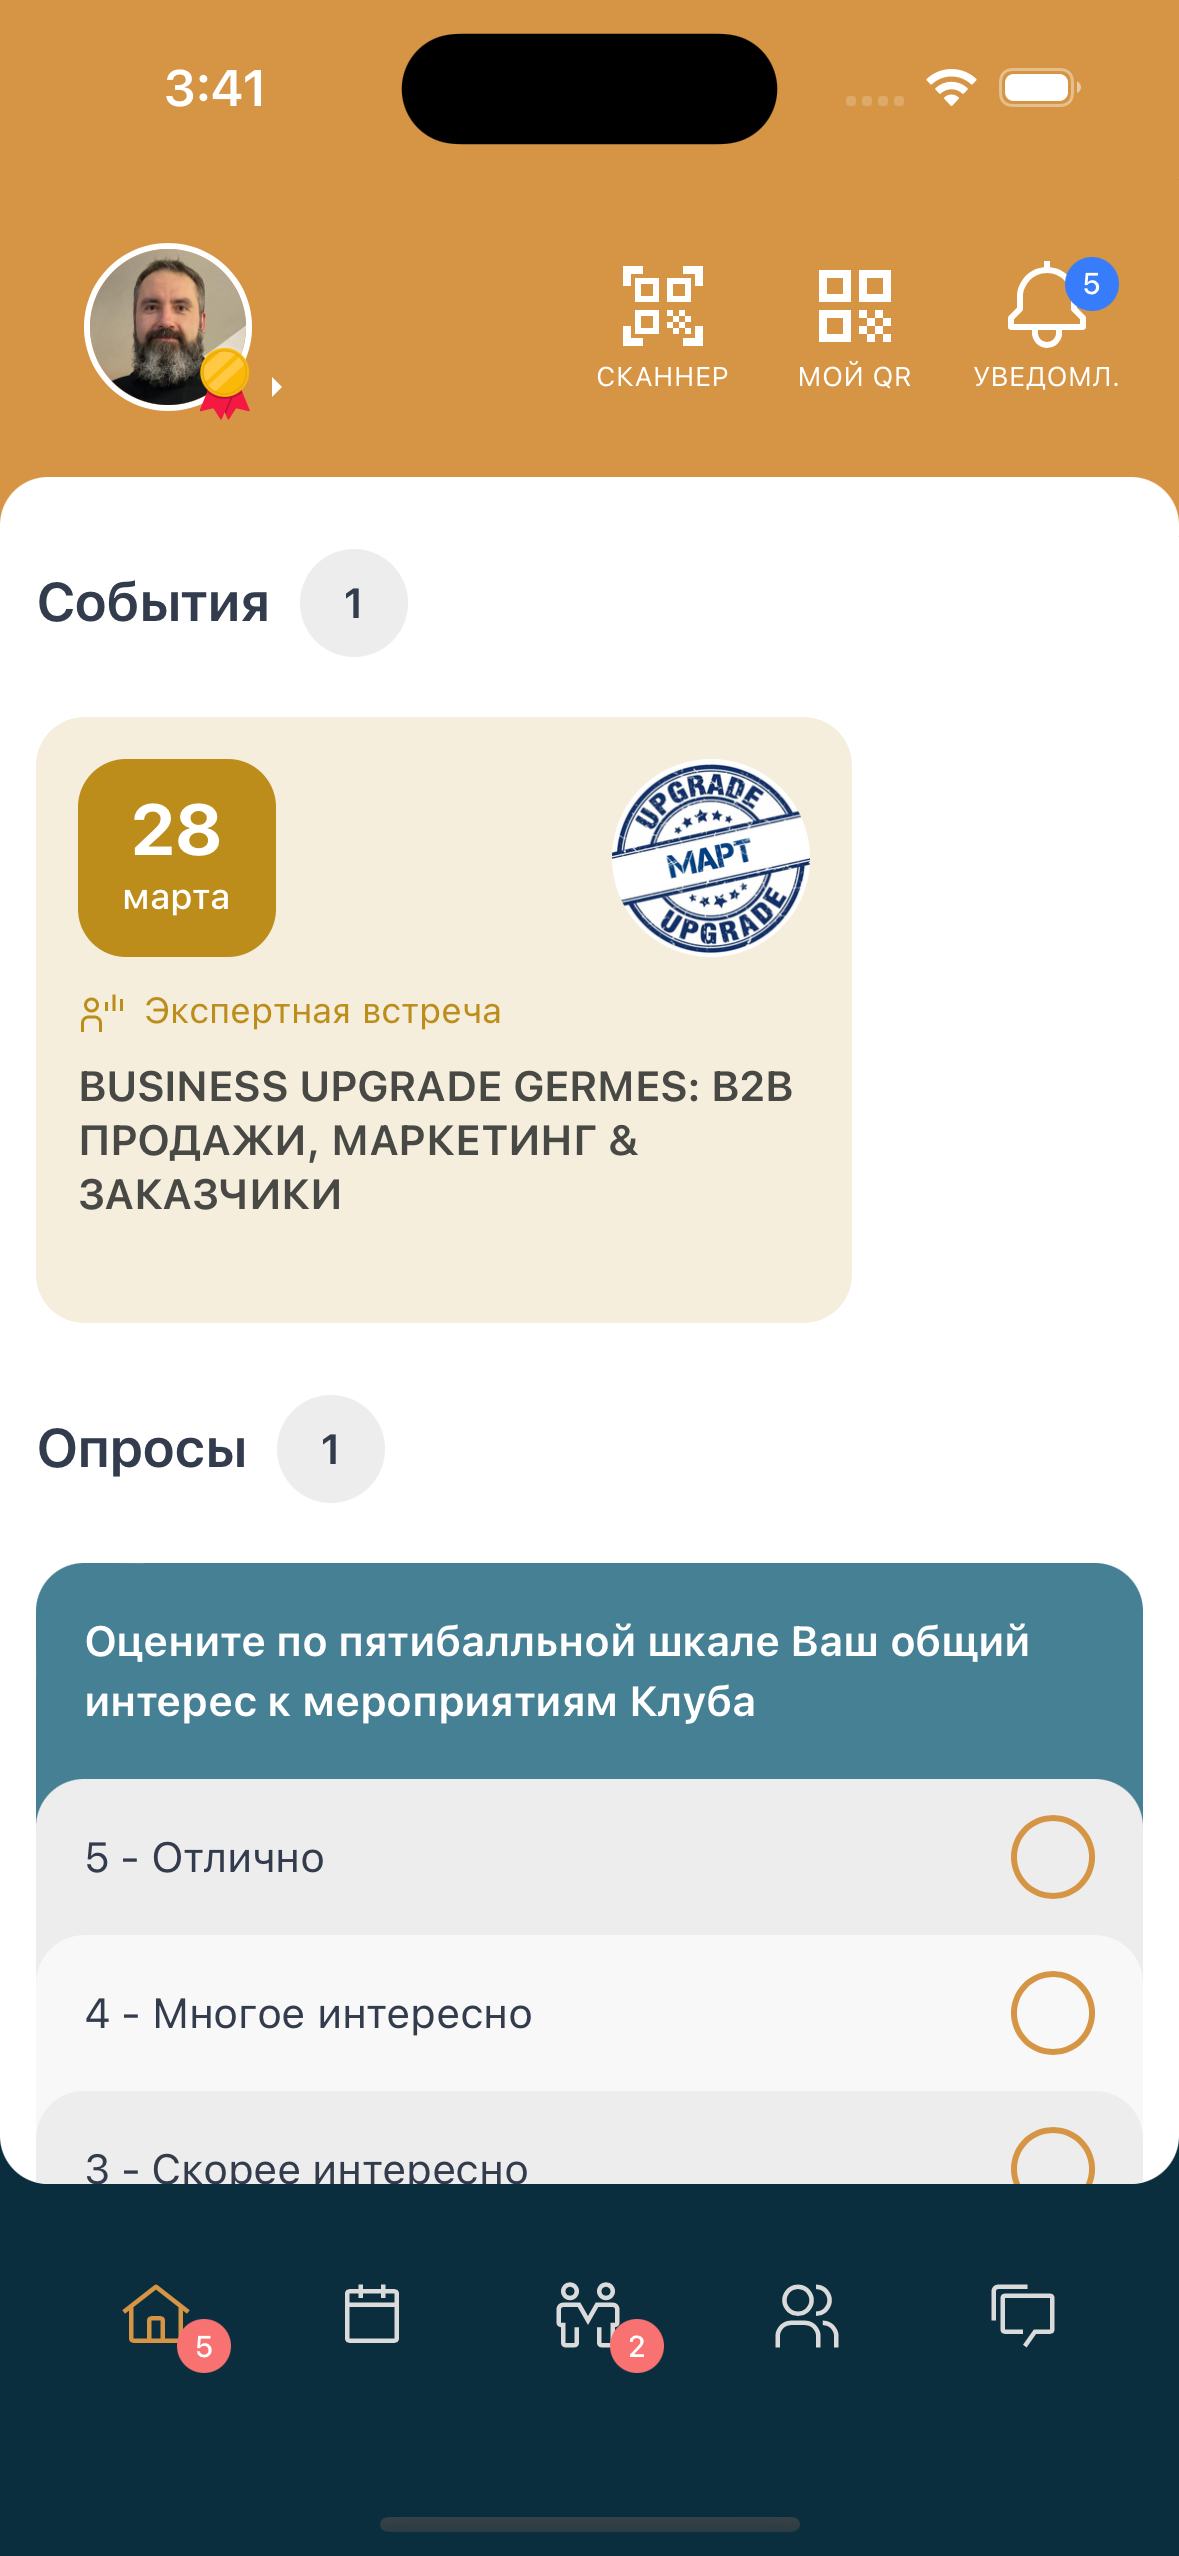 3:41
СКАННЕР
МОЙ QR
5
УВЕДОМЛ.
События 1
28
марта
UPGRADE
МАРТ
UPGRADE
Экспертная встреча
BUSINESS UPGRADE GERMES: B2B
ПРОДАЖИ, МАРКЕТИНГ &
ЗАКАЗЧИКИ
Опросы 1
Оцените по пятибалльной шкале Ваш общий
интерес к мероприятиям Клуба
5 - Отлично
4 - Многое интересно
3 - Скорее интересно
5
2